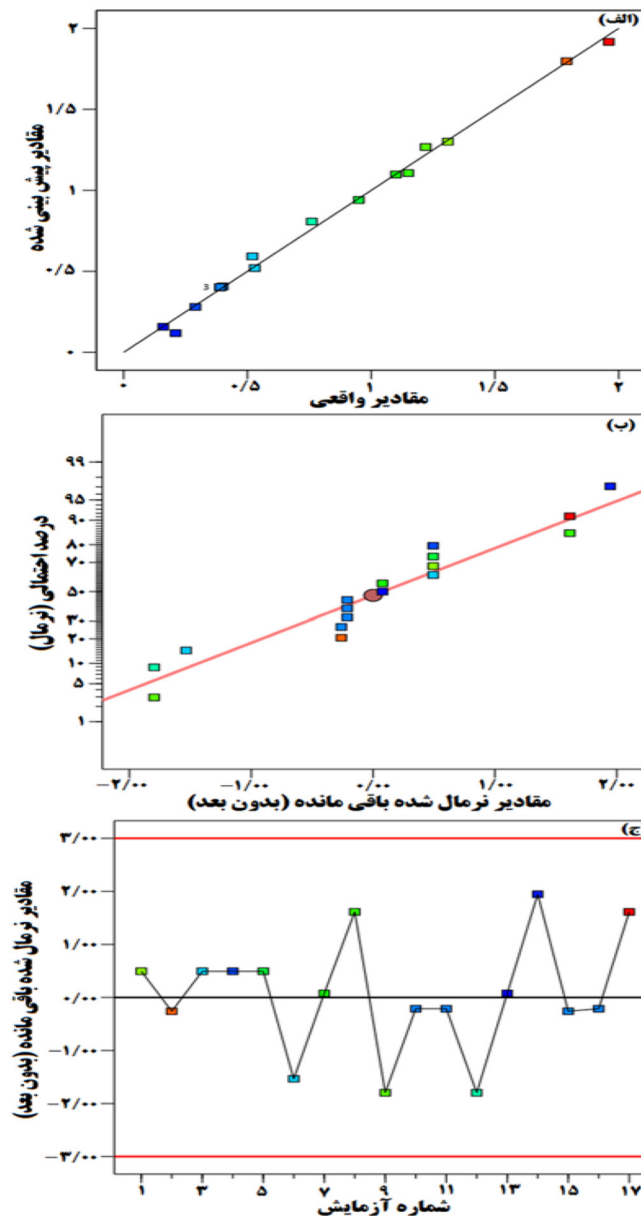 (الف)
مقادیر پیش بینی شده
۲
۱/۵
۱
۰/۵
۰
۳
۰ ۰/۵ ۱ ۱/۵ ۲
مقادیر واقعی
(ب)
درصد احتمالی (نرمال)
۹۹
۹۵
۹۰
۸۰
۷۰
۵۰
۳۰
۲۰
۱۰
۵
۱
−۲/۰۰ −۱/۰۰ ۰/۰۰ ۱/۰۰ ۲/۰۰
مقادیر نرمال شده باقی مانده (بدون بعد)
(ج)
مقادیر نرمال شده باقی مانده (بدون بعد)
۳/۰۰
۲/۰۰
۱/۰۰
۰/۰۰
−۱/۰۰
−۲/۰۰
−۳/۰۰
۱ ۳ ۵ ۷ ۹ ۱۱ ۱۳ ۱۵ ۱۷
شماره آزمایش